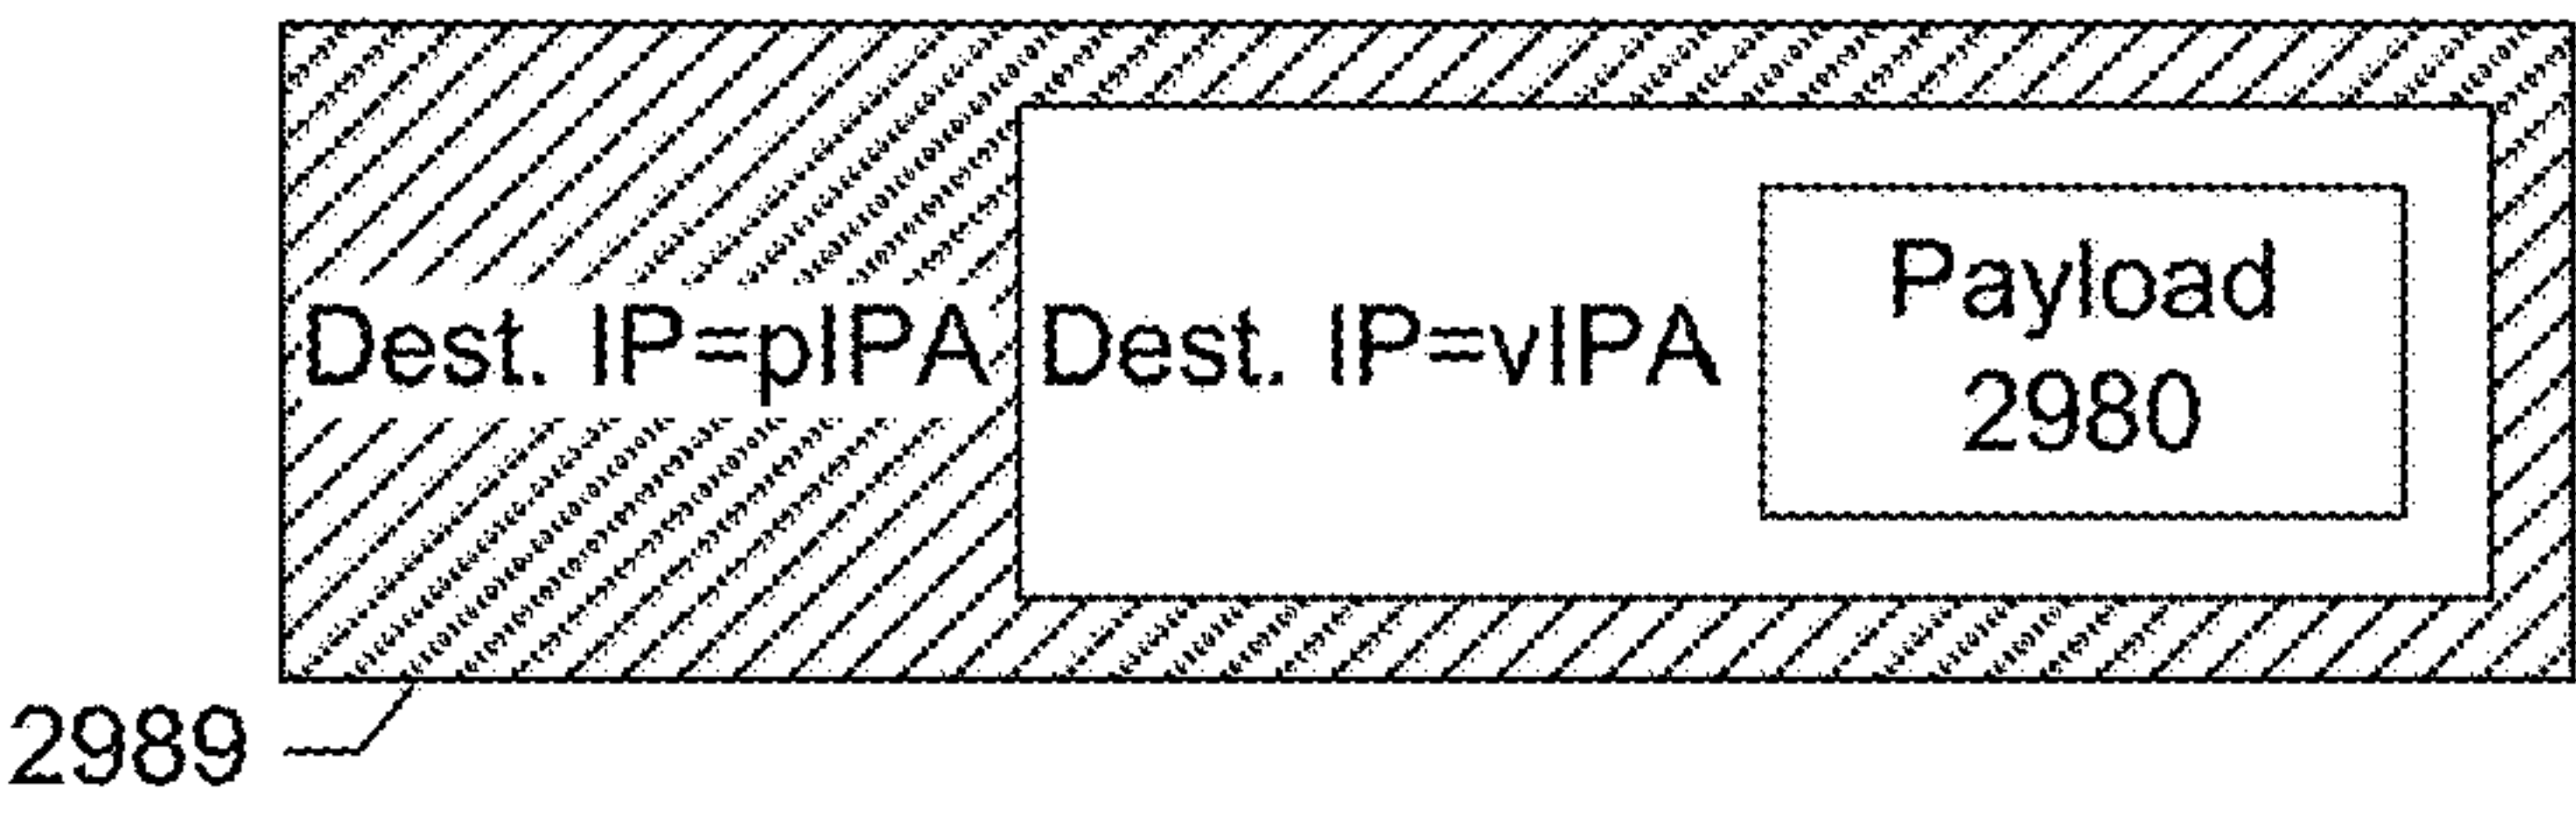 Dest. IP=pIPA
Dest. IP=vIPA
Payload
2980
2989